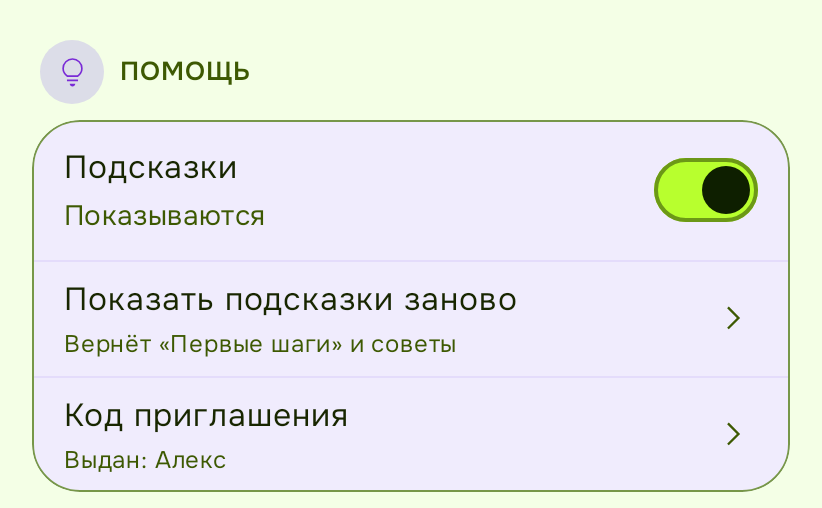 ПОМОЩЬ
Подсказки
Показываются
Показать подсказки заново
Вернёт «Первые шаги» и советы
Код приглашения
Выдан: Алекс